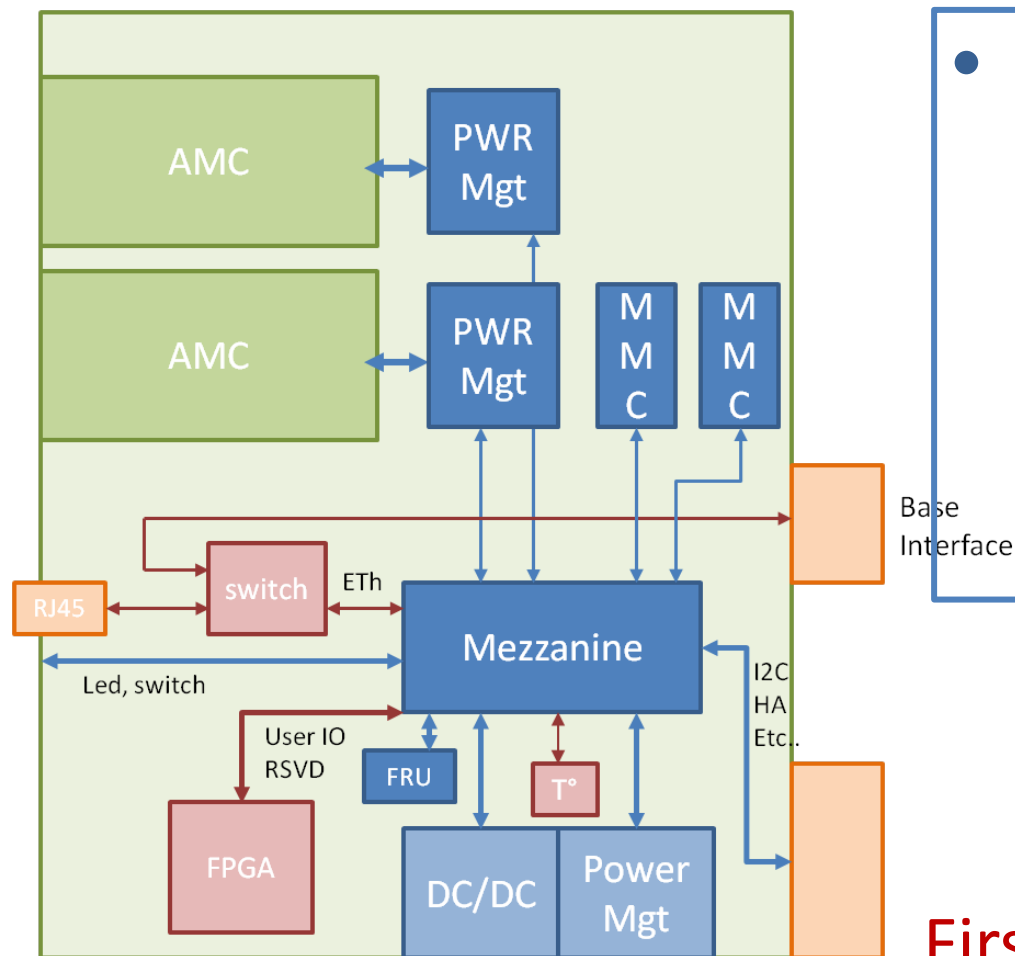 AMC
PWR
Mgt
AMC
PWR
Mgt
M
M
C
M
M
C
Base
Interface
switch
ETh
RJ45
Mezzanine
Led, switch
I2C
HA
Etc..
User IO
RSVD
FRU
T°
FPGA
DC/DC
Power
Mgt